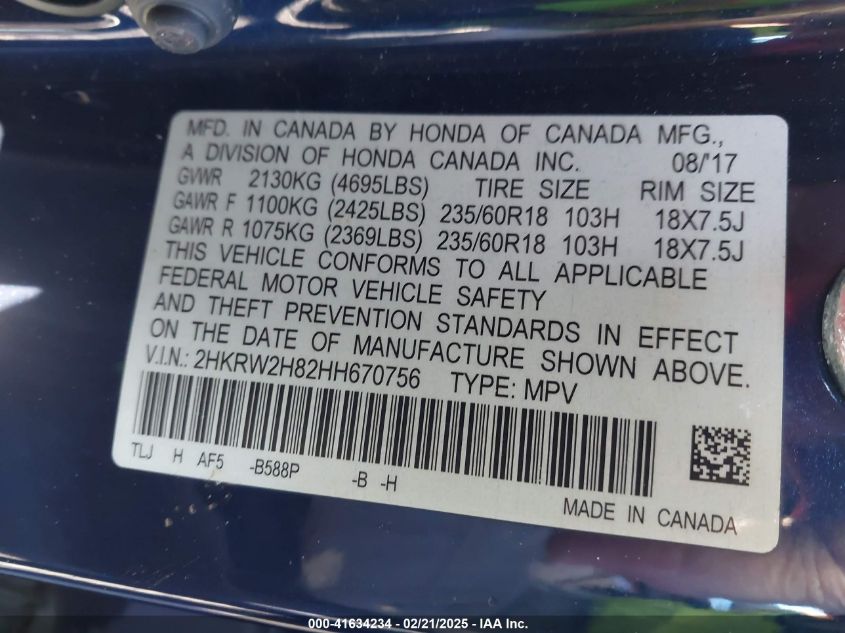 MFD. IN CANADA BY HONDA OF CANADA MFG.,
A DIVISION OF HONDA CANADA INC. 08/'17
GVWR 2130KG (4695LBS) TIRE SIZE RIM SIZE
GAWR F 1100KG (2425LBS) 235/60R18 103H 18X7.5J
GAWR R 1075KG (2369LBS) 235/60R18 103H 18X7.5J
THIS VEHICLE CONFORMS TO ALL APPLICABLE
FEDERAL MOTOR VEHICLE SAFETY
AND THEFT PREVENTION STANDARDS IN EFFECT
ON THE DATE OF MANUFACTURE SHOWN ABOVE.
V.I.N.: 2HKRW2H82HH670756 TYPE: MPV
TLJ H AF5 -B588P -B -H
MADE IN CANADA
000-41634234 / 02/21/2025 - IAA Inc.